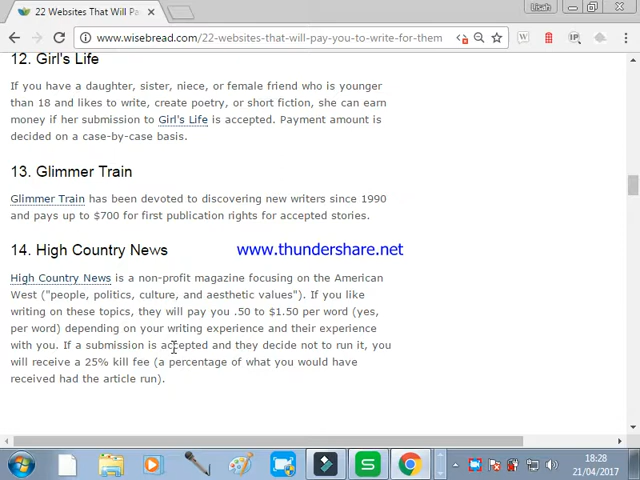 22 Websites That Will Pa
Lisah
www.wisebread.com/22-websites-that-will-pay-you-to-write-for-them
12. Girl's Life
If you have a daughter, sister, niece, or female friend who is younger
than 18 and likes to write, create poetry, or short fiction, she can earn
money if her submission to Girl's Life is accepted. Payment amount is
decided on a case-by-case basis.
13. Glimmer Train
Glimmer Train has been devoted to discovering new writers since 1990
and pays up to $700 for first publication rights for accepted stories.
14. High Country News
www.thundershare.net
High Country News is a non-profit magazine focusing on the American
West ("people, politics, culture, and aesthetic values"). If you like
writing on these topics, they will pay you .50 to $1.50 per word (yes,
per word) depending on your writing experience and their experience
with you. If a submission is accepted and they decide not to run it, you
will receive a 25% kill fee (a percentage of what you would have
received had the article run).
18:28
21/04/2017